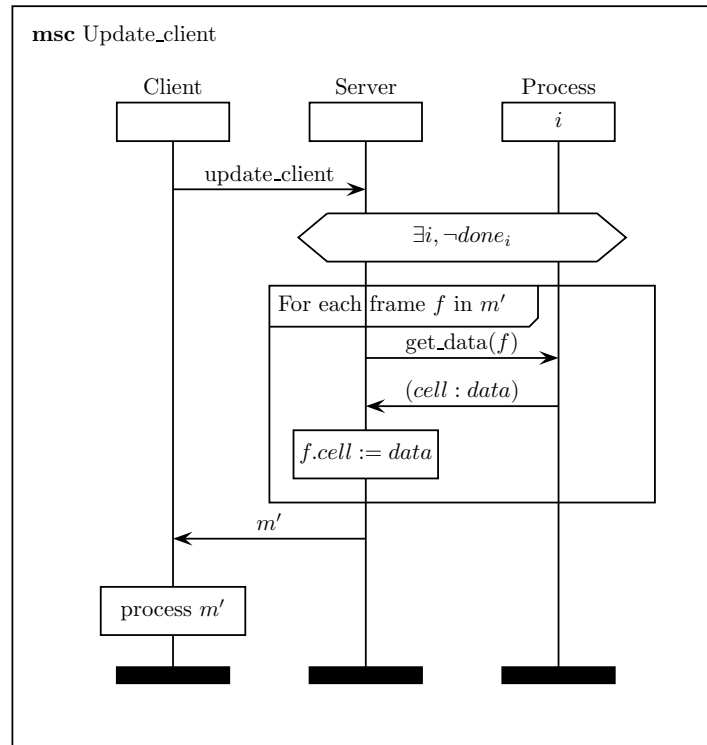 msc Update_client
Client Server Process
i
update_client
∃i, ¬done_i
For each frame f in m′
get_data(f)
(cell : data)
f.cell := data
m′
process m′